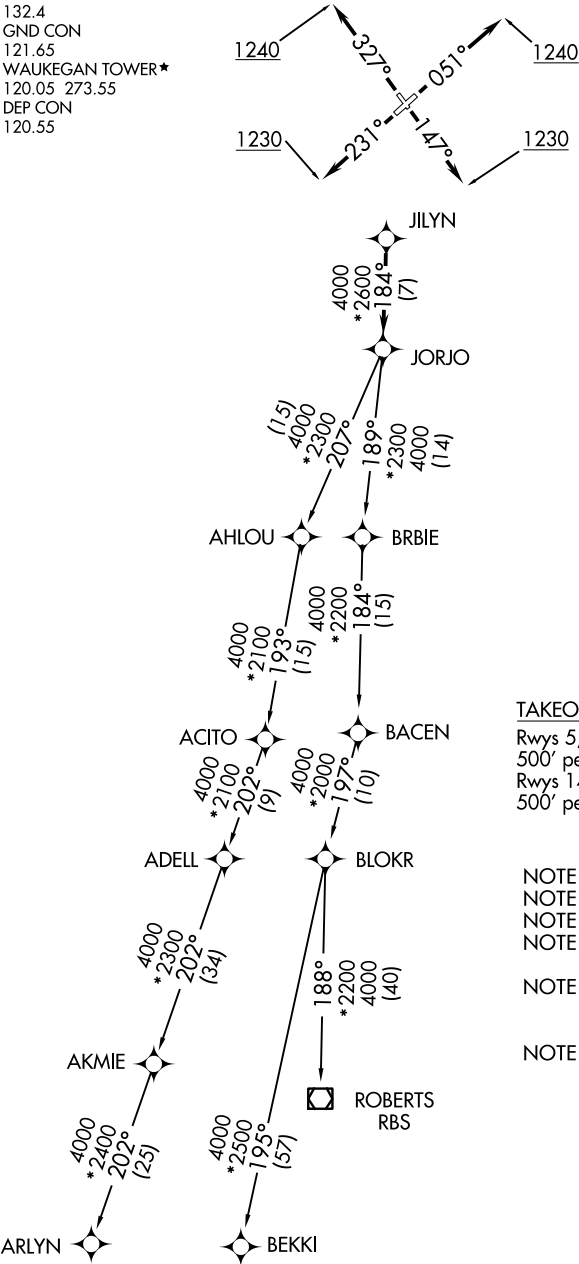 132.4
GND CON
121.65
WAUKEGAN TOWER★
120.05 273.55
DEP CON
120.55
1240
327°
051°
1240
1230
231°
147°
1230
JILYN
4000
*2600
184°
(7)
JORJO
(15)
4000
*2300
207°
189°
*2300
4000
(14)
AHLOU
BRBIE
4000
*2100
193°
(15)
4000
*2200
184°
(15)
ACITO
BACEN
4000
*2100
202°
(9)
4000
*2000
197°
(10)
ADELL
BLOKR
4000
*2300
202°
(34)
188°
*2200
4000
(40)
AKMIE
ROBERTS
RBS
4000
*2400
202°
(25)
4000
*2500
195°
(57)
ARLYN
BEKKI
TAKEO
Rwys 5,
500' pe
Rwys 14
500' pe
NOTE
NOTE
NOTE
NOTE
NOTE
NOTE